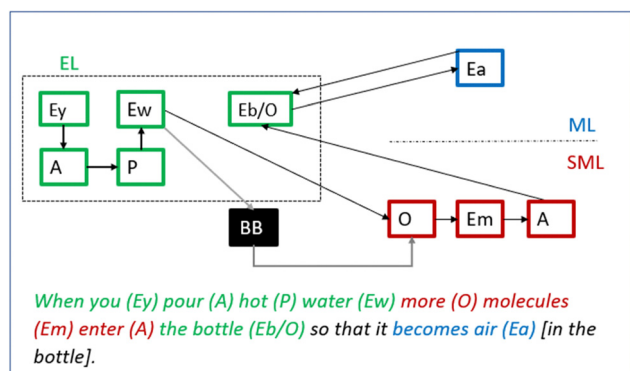 EL
Ey
Ew
Eb/O
Ea
A
P
ML
SML
BB
O
Em
A
When you (Ey) pour (A) hot (P) water (Ew) more (O) molecules
(Em) enter (A) the bottle (Eb/O) so that it becomes air (Ea) [in the
bottle].